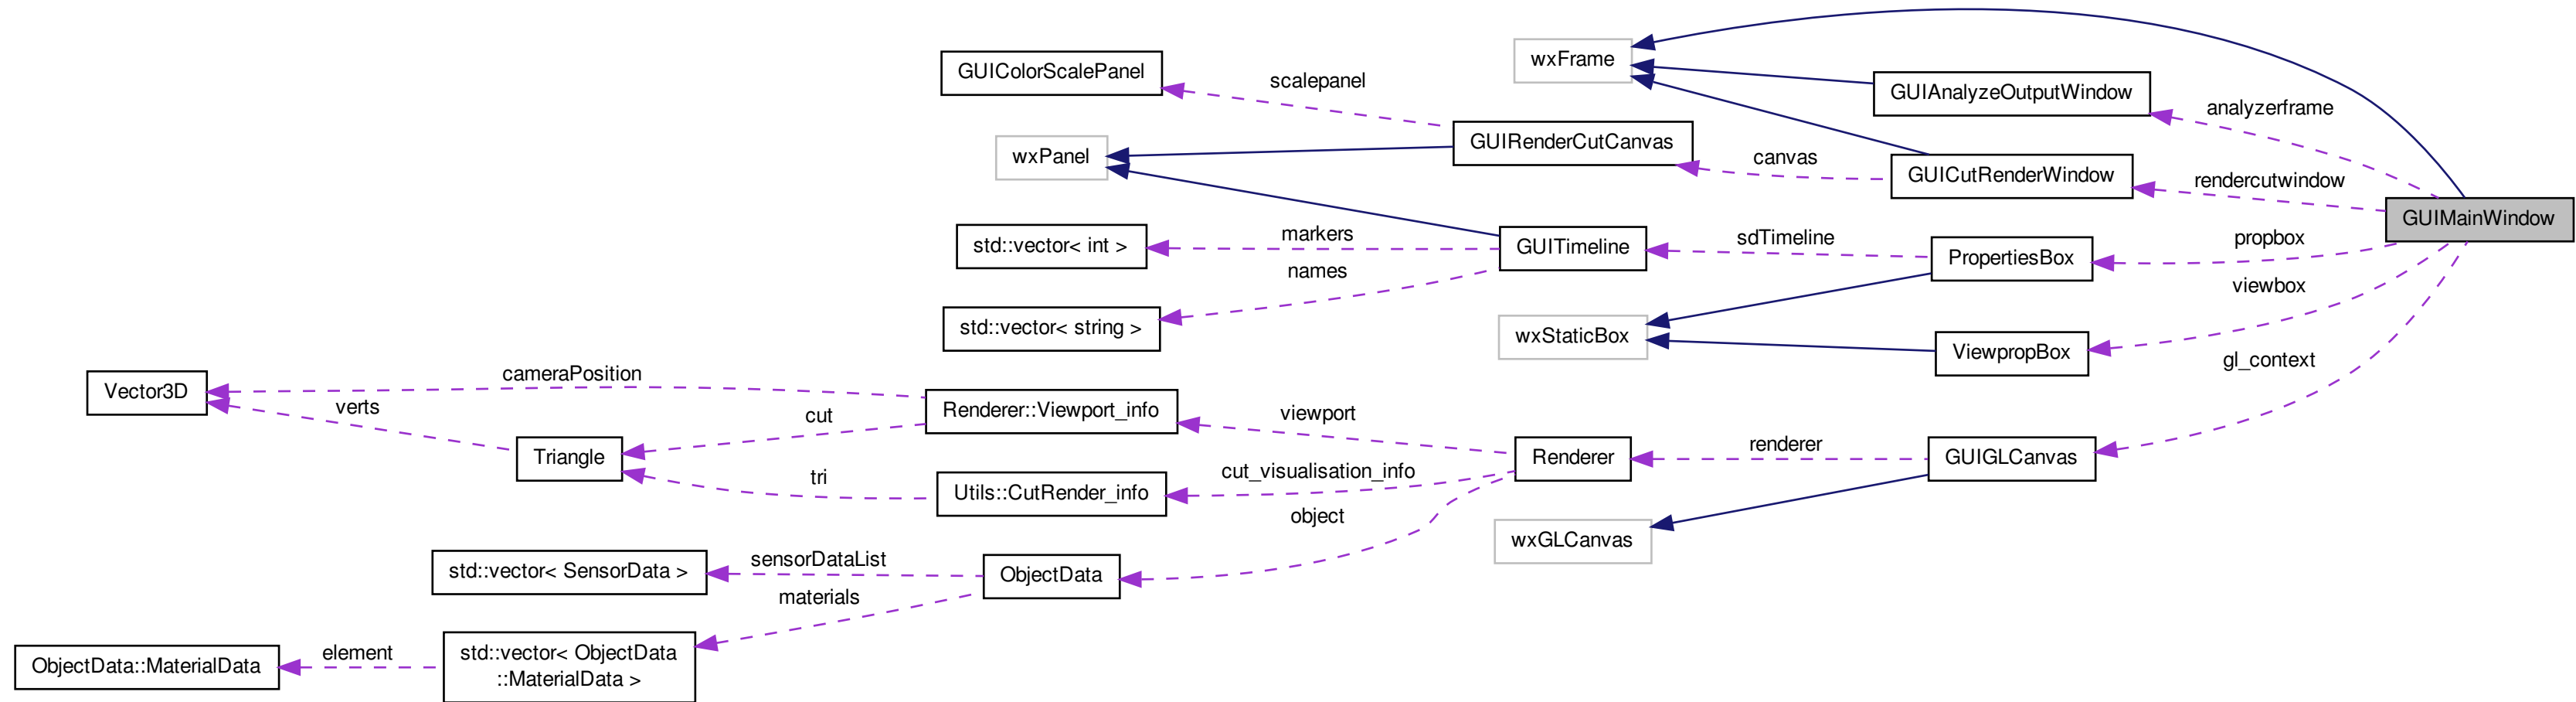 wxFrame
GUIColorScalePanel
scalepanel
GUIAnalyzeOutputWindow
analyzerframe
wxPanel
GUIRenderCutCanvas
canvas
GUICutRenderWindow
rendercutwindow
GUIMainWindow
std::vector< int >
markers
GUITimeline
sdTimeline
PropertiesBox
propbox
names
viewbox
std::vector< string >
wxStaticBox
ViewpropBox
gl_context
Vector3D
cameraPosition
verts
Renderer::Viewport_info
cut
viewport
Triangle
Renderer
renderer
GUIGLCanvas
tri
Utils::CutRender_info
cut_visualisation_info
object
wxGLCanvas
std::vector< SensorData >
sensorDataList
ObjectData
materials
ObjectData::MaterialData
element
std::vector< ObjectData
::MaterialData >